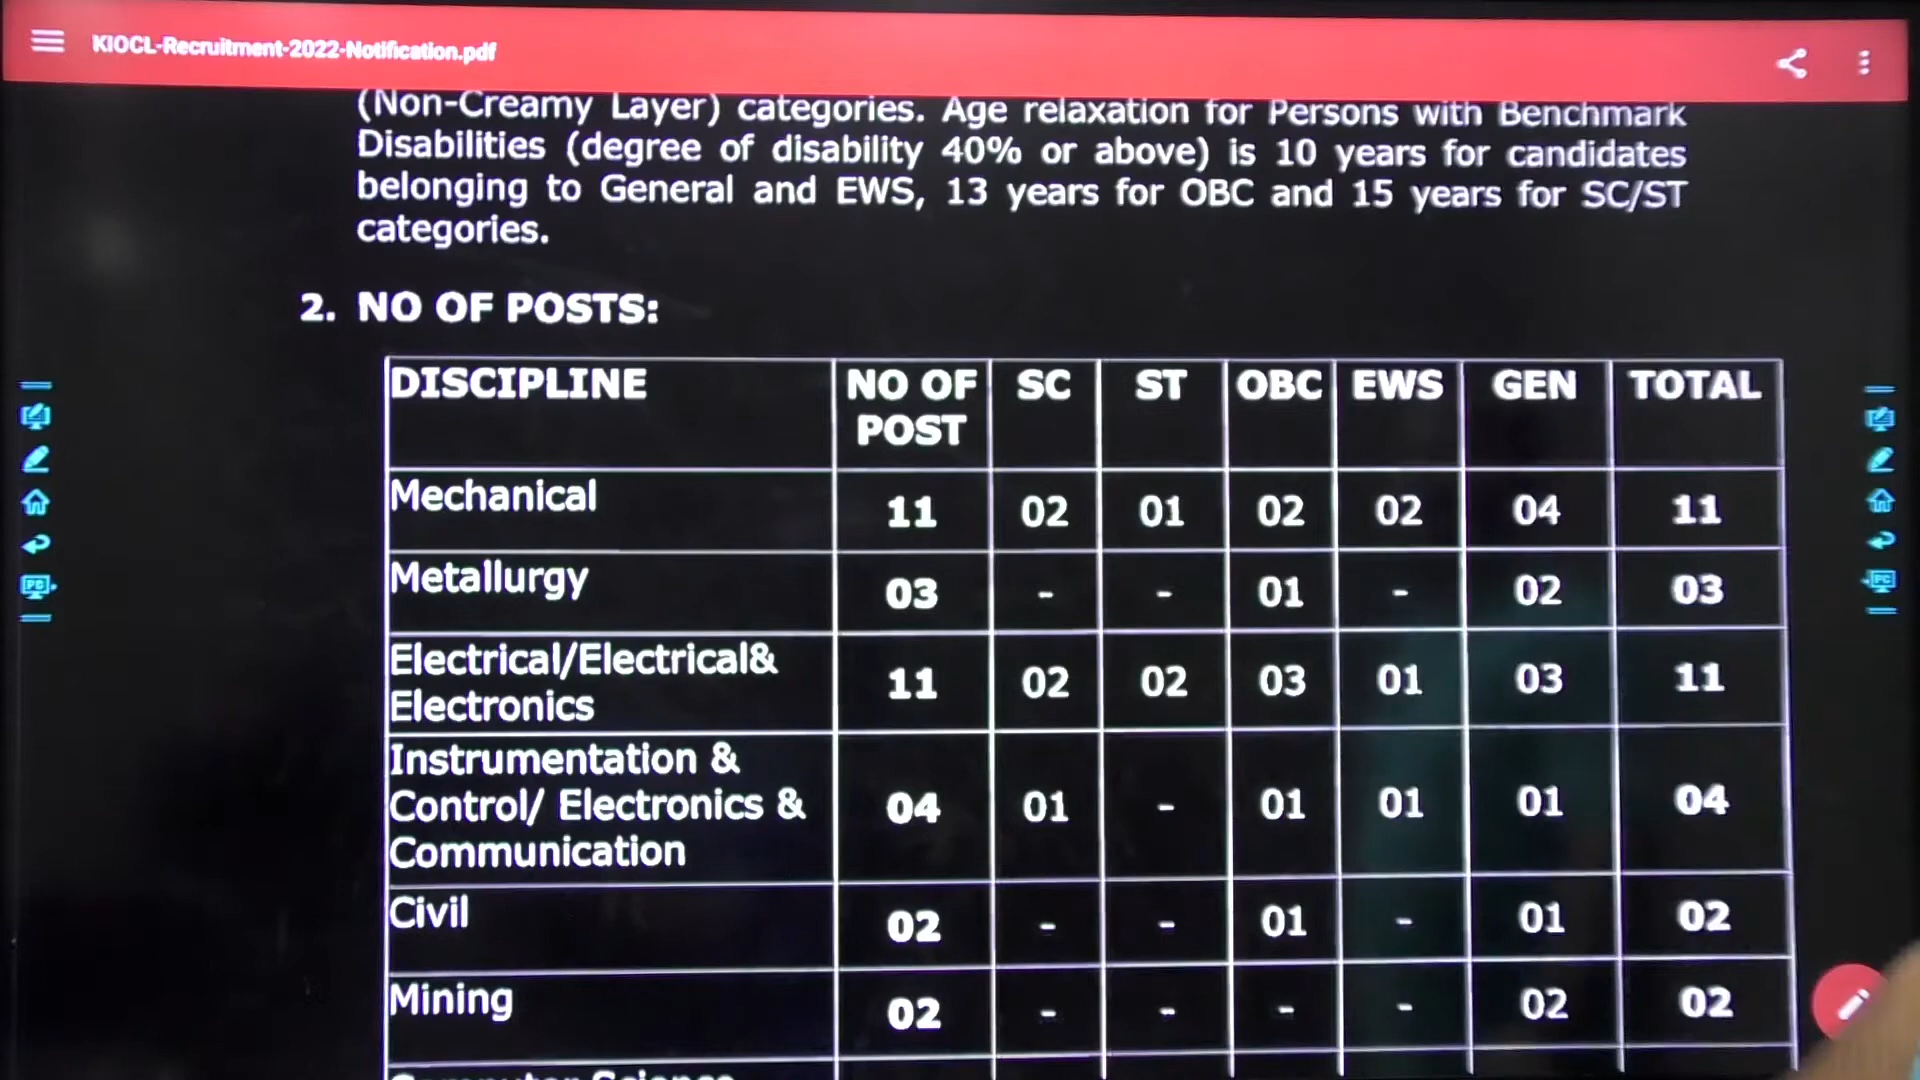 KIOCL-Recruitment-2022-Notification.pdf
(Non-Creamy Layer) categories. Age relaxation for Persons with Benchmark
Disabilities (degree of disability 40% or above) is 10 years for candidates
belonging to General and EWS, 13 years for OBC and 15 years for SC/ST
categories.
2. NO OF POSTS:
DISCIPLINE NO OF POST SC ST OBC EWS GEN TOTAL
Mechanical 11 02 01 02 02 04 11
Metallurgy 03 - - 01 - 02 03
Electrical/Electrical&
Electronics 11 02 02 03 01 03 11
Instrumentation &
Control/ Electronics &
Communication 04 01 - 01 01 01 04
Civil 02 - - 01 - 01 02
Mining 02 - - - - 02 02
Computer Science
PC
PC